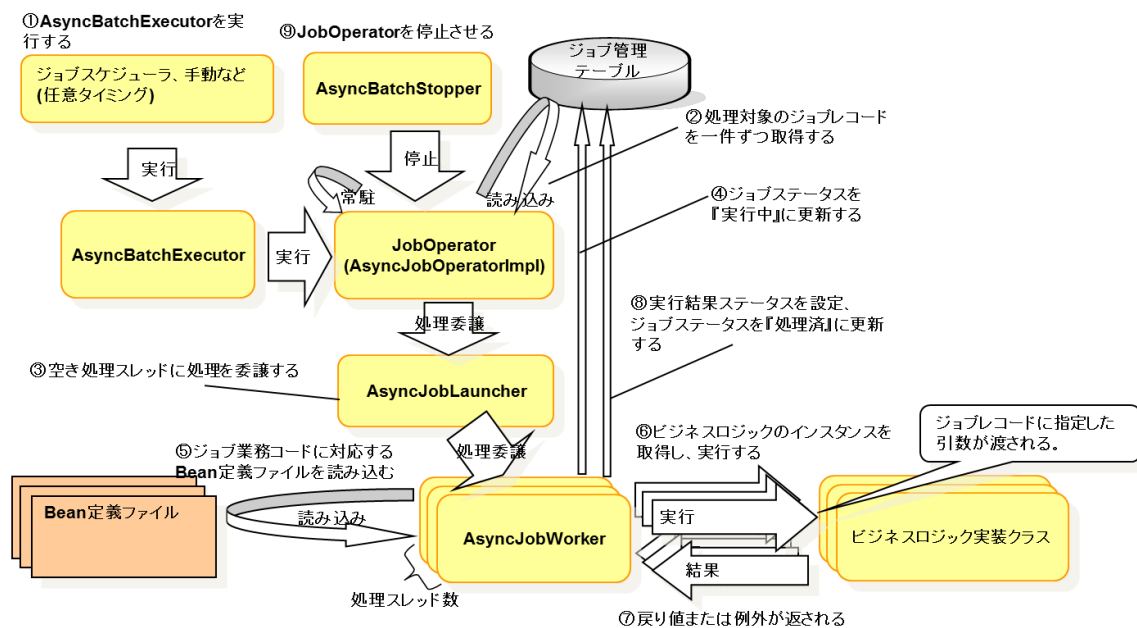 ①AsyncBatchExecutorを実
行する
ジョブスケジューラ、手動など
(任意タイミング)
⑨JobOperatorを停止させる
AsyncBatchStopper
ジョブ管理
テーブル
②処理対象のジョブレコード
を一件ずつ取得する
実行
停止
常駐
読み込み
④ジョブステータスを
『実行中』に更新する
AsyncBatchExecutor
実行
JobOperator
(AsyncJobOperatorImpl)
処理委譲
⑧実行結果ステータスを設定、
ジョブステータスを『処理済』に更新
する
③空き処理スレッドに処理を委譲する
AsyncJobLauncher
処理委譲
⑤ジョブ業務コードに対応する
Bean定義ファイルを読み込む
⑥ビジネスロジックのインスタンスを
取得し、実行する
ジョブレコードに指定した
引数が渡される。
Bean定義ファイル
読み込み
AsyncJobWorker
実行
結果
ビジネスロジック実装クラス
処理スレッド数
⑦戻り値または例外が返される